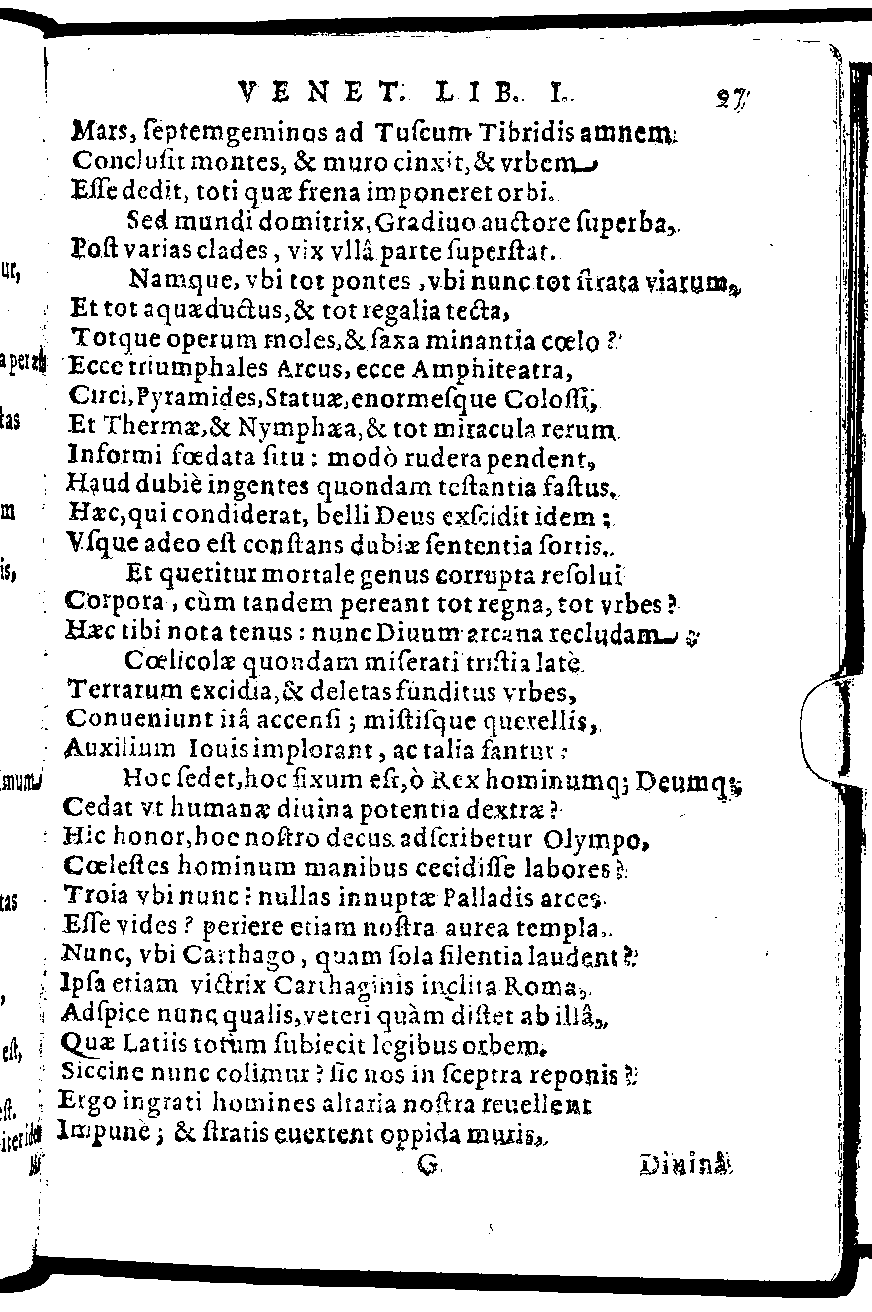 VENET. LIB. I. 27
Mars, ſeptemgeminos ad Tuſcum Tibridis amnem
Concluſit montes, & muro cinxit, & vrbem
Eſſe dedit, toti quæ frena imponeret orbi.
Sed mundi domitrix, Gradiuo auctore ſuperba,
Poſt varias clades, vix vllâ parte ſuperſtat.
Namque, vbi tot pontes, vbi nunc tot ſtrata viarum,
Et tot aquæductus, & tot regalia tecta,
Totque operum moles, & ſaxa minantia cœlo?
Ecce triumphales Arcus, ecce Amphiteatra,
Circi, Pyramides, Statuæ, enormeſque Coloſſi,
Et Thermæ, & Nymphæa, & tot miracula rerum
Informi fœdata ſitu: modò rudera pendent,
Haud dubiè ingentes quondam teſtantia faſtus.
Hæc, qui condiderat, belli Deus exſcidit idem;
Vſque adeo eſt conſtans dubiæ ſententia ſortis.
Et queritur mortale genus corrupta reſolui
Corpora, cùm tandem pereant tot regna, tot vrbes?
Hæc tibi nota tenus: nunc Diuum arcana recludam
Cœlicolæ quondam miſerati triſtia latè
Terrarum excidia, & deletas funditus vrbes,
Conueniunt irâ accenſi; miſtiſque querellis,
Auxilium Iouis implorant, ac talia fantur:
Hoc ſedet, hoc fixum eſt, ò Rex hominumq; Deumq;
Cedat vt humanæ diuina potentia dextræ?
Hic honor, hoc noſtro decus adſcribetur Olympo,
Cœleſtes hominum manibus cecidiſſe labores?
Troia vbi nunc? nullas innuptæ Palladis arces
Eſſe vides? periere etiam noſtra aurea templa.
Nunc, vbi Carthago, quam ſola ſilentia laudent?
Ipſa etiam victrix Carthaginis inclita Roma,
Adſpice nunc qualis, veteri quàm diſtet ab illâ,
Quæ Latiis totum ſubiecit legibus orbem.
Siccine nunc colimur? ſic nos in ſceptra reponis?
Ergo ingrati homines altaria noſtra reuellent
Impunè; & ſtratis euertent oppida muris,
G Diuinâ